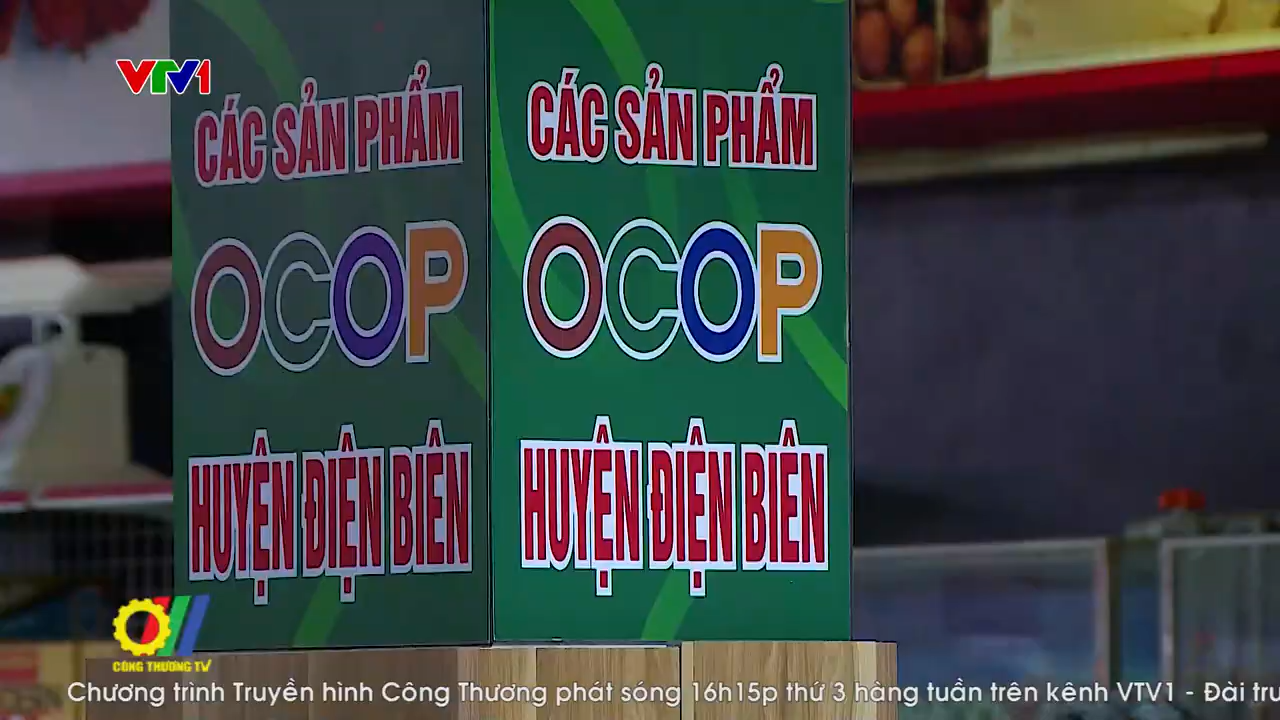 VTV1
CÁC SẢN PHẨM
OCOP
HUYỆN ĐIỆN BIÊN
CÁC SẢN PHẨM
OCOP
HUYỆN ĐIỆN BIÊN
CÔNG THƯƠNG TV
Chương trình Truyền hình Công Thương phát sóng 16h15p thứ 3 hàng tuần trên kênh VTV1 - Đài